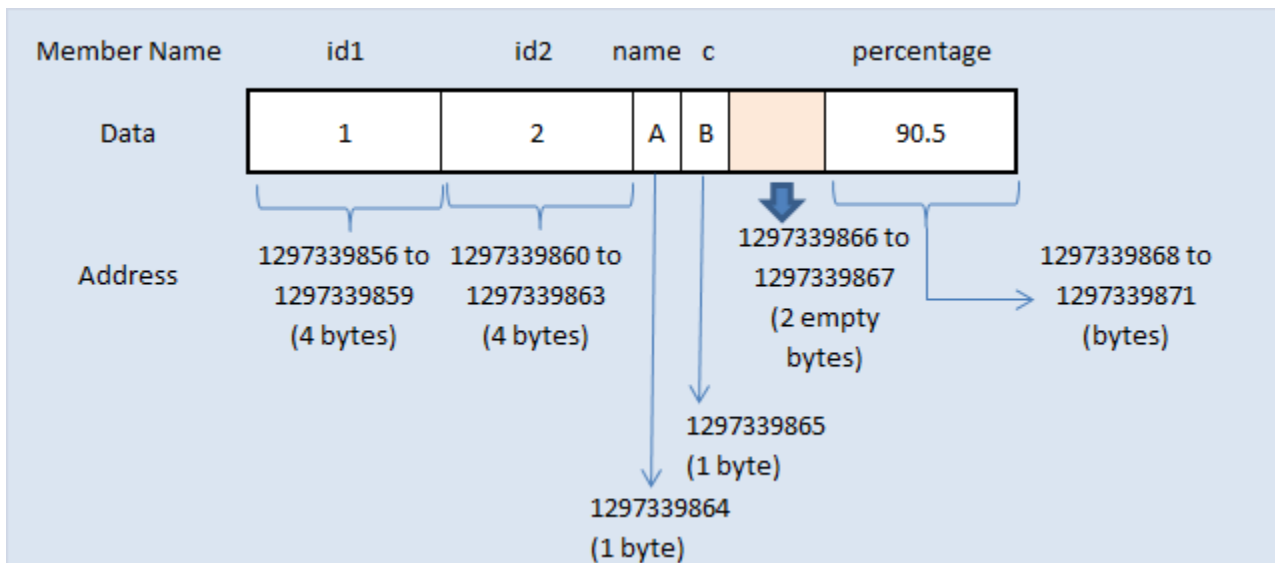 Member Name id1 id2 name c percentage
Data 1 2 A B 90.5
Address
1297339856 to
1297339859
(4 bytes)
1297339860 to
1297339863
(4 bytes)
1297339866 to
1297339867
(2 empty
bytes)
1297339868 to
1297339871
(bytes)
1297339865
(1 byte)
1297339864
(1 byte)